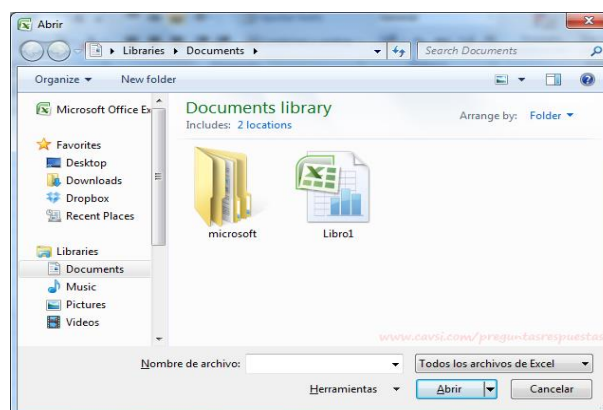 Abrir
Libraries Documents
Search Documents
Organize New folder
Microsoft Office Ex
Documents library
Includes: 2 locations
Arrange by: Folder
Favorites
Desktop
Downloads
Dropbox
Recent Places
microsoft
Libro1
Libraries
Documents
Music
Pictures
Videos
www.cavsi.com/preguntasrespuestas
Nombre de archivo:
Todos los archivos de Excel
Herramientas
Abrir
Cancelar